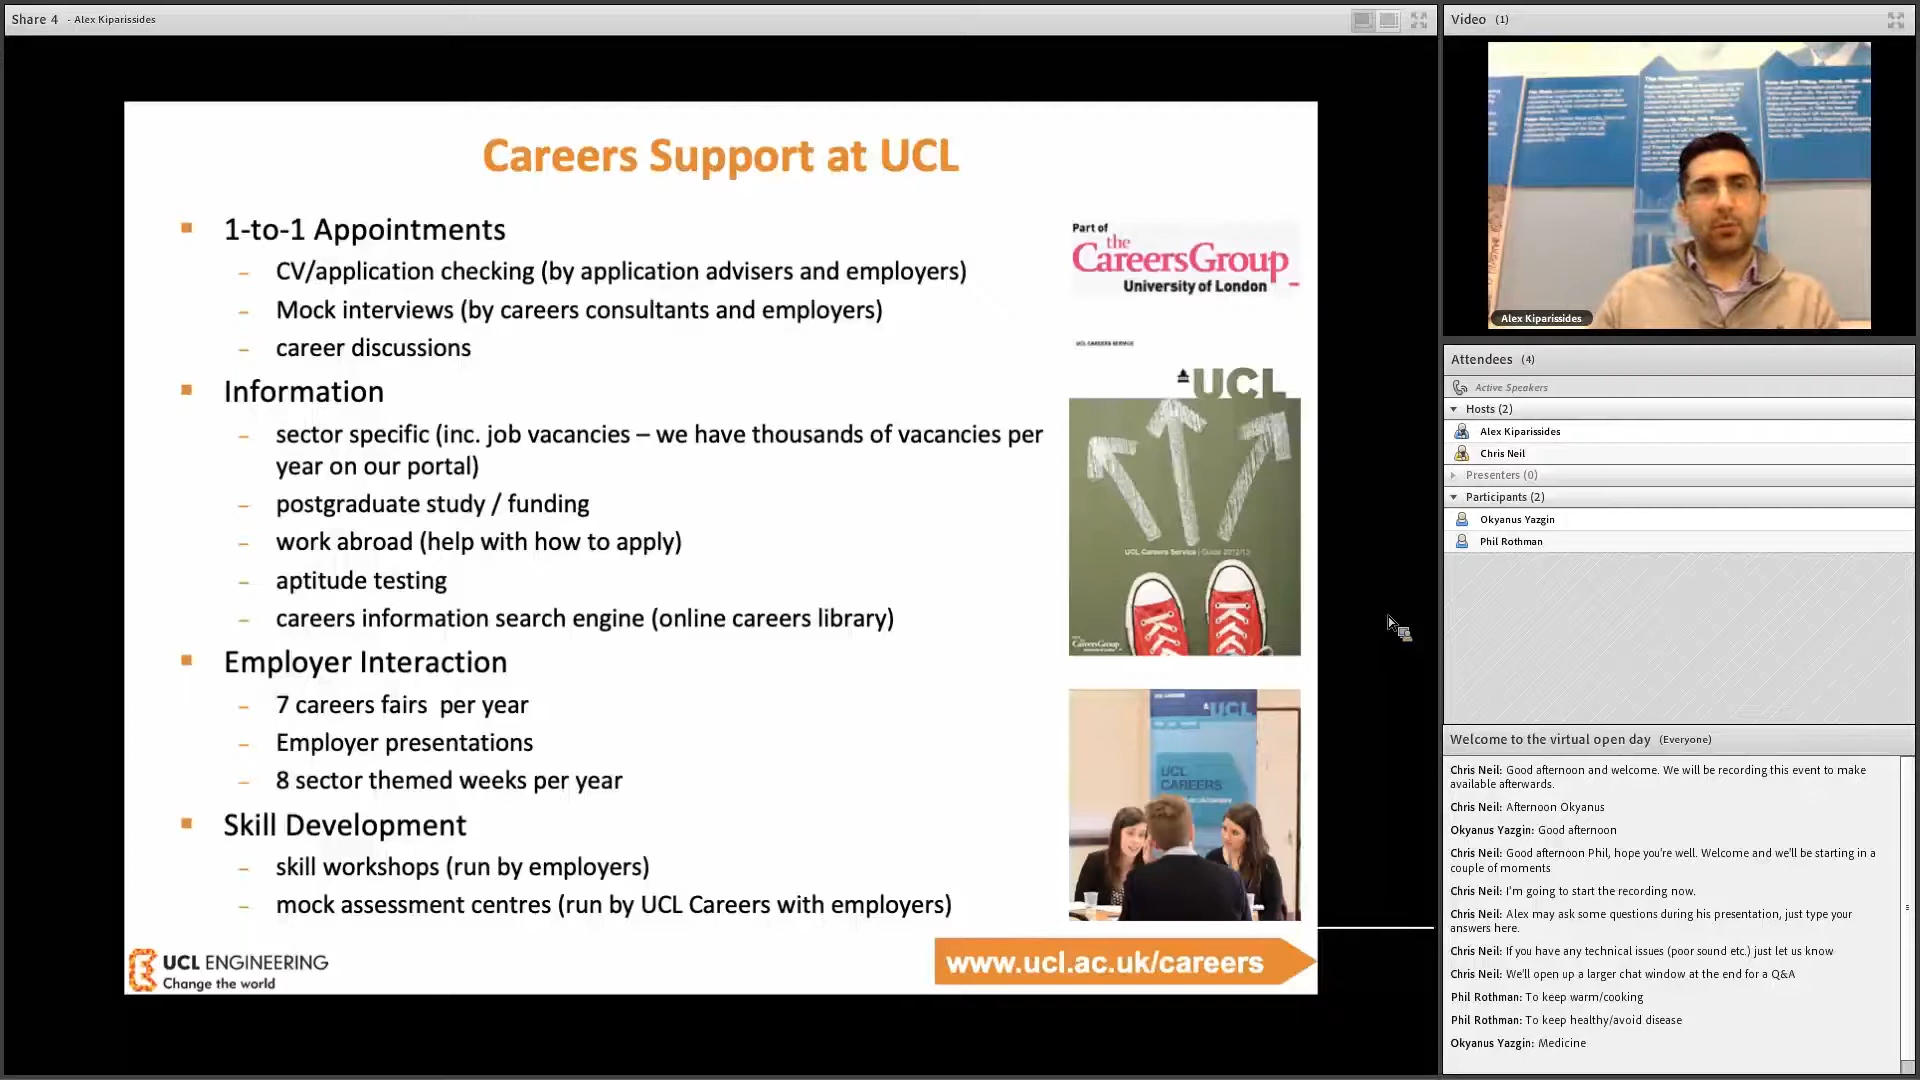 Share 4 - Alex Kiparissides
Careers Support at UCL
1-to-1 Appointments
– CV/application checking (by application advisers and employers)
– Mock interviews (by careers consultants and employers)
– career discussions
Information
– sector specific (inc. job vacancies – we have thousands of vacancies per
year on our portal)
– postgraduate study / funding
– work abroad (help with how to apply)
– aptitude testing
– careers information search engine (online careers library)
Employer Interaction
– 7 careers fairs per year
– Employer presentations
– 8 sector themed weeks per year
Skill Development
– skill workshops (run by employers)
– mock assessment centres (run by UCL Careers with employers)
Part of
the
CareersGroup
University of London
UCL CAREERS SERVICE
UCL
UCL Careers Service | Guide 2012/13
CareersGroup
UCL
UCL
CAREERS
UCL ENGINEERING
Change the world
www.ucl.ac.uk/careers
Video (1)
Alex Kiparissides
Attendees (4)
Active Speakers
Hosts (2)
Alex Kiparissides
Chris Neil
Presenters (0)
Participants (2)
Okyanus Yazgin
Phil Rothman
Welcome to the virtual open day (Everyone)
Chris Neil: Good afternoon and welcome. We will be recording this event to make
available afterwards.
Chris Neil: Afternoon Okyanus
Okyanus Yazgin: Good afternoon
Chris Neil: Good afternoon Phil, hope you're well. Welcome and we'll be starting in a
couple of moments
Chris Neil: I'm going to start the recording now.
Chris Neil: Alex may ask some questions during his presentation, just type your
answers here.
Chris Neil: If you have any technical issues (poor sound etc.) just let us know
Chris Neil: We'll open up a larger chat window at the end for a Q&A
Phil Rothman: To keep warm/cooking
Phil Rothman: To keep healthy/avoid disease
Okyanus Yazgin: Medicine